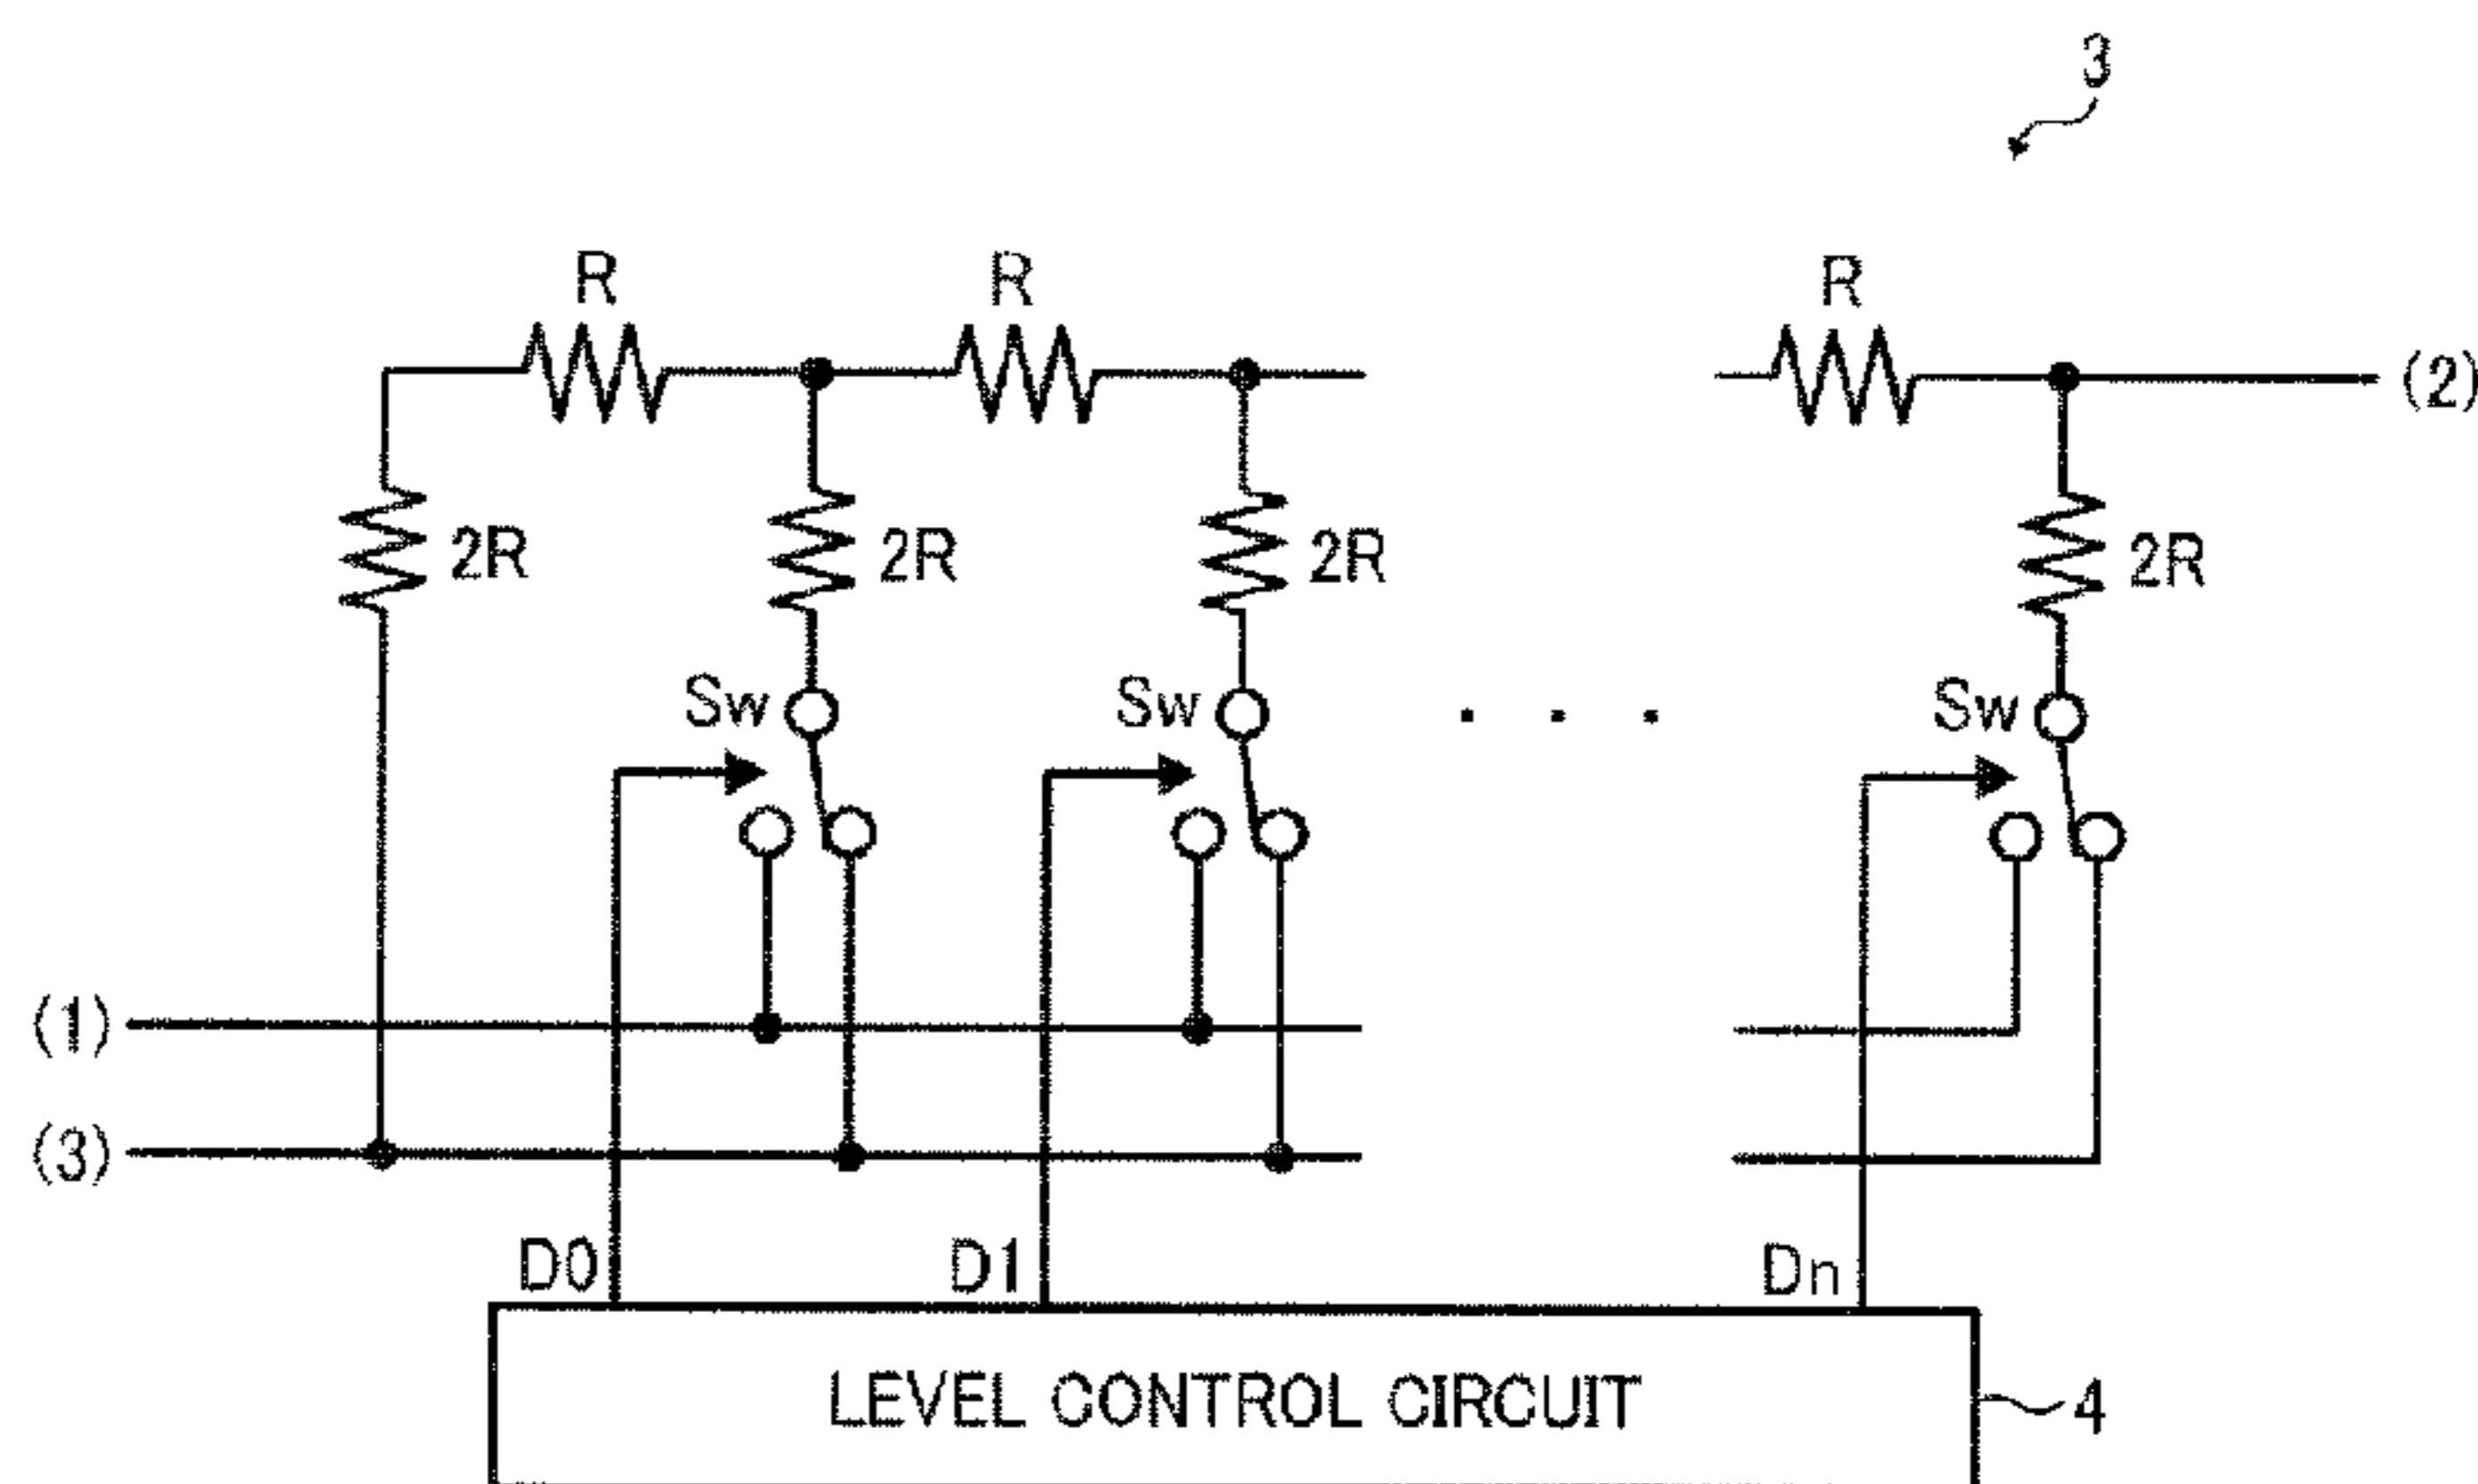 3
R R R
(2)
2R 2R 2R 2R
Sw Sw Sw
(1)
(3)
D0 D1 Dn
LEVEL CONTROL CIRCUIT
4